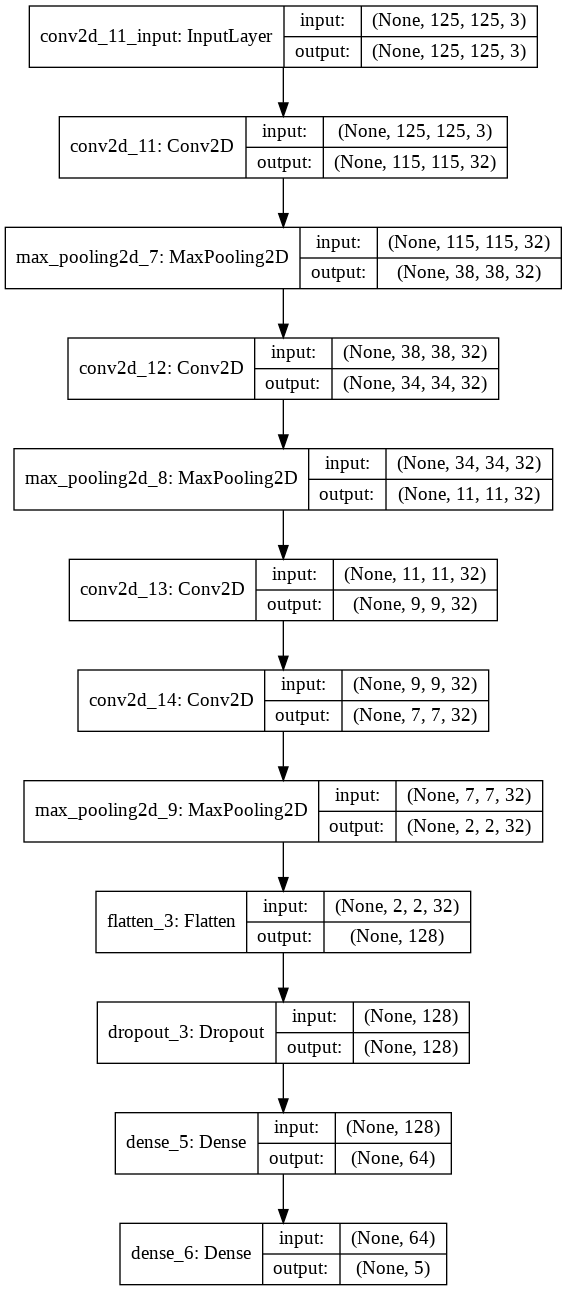 conv2d_11_input: InputLayer
input: (None, 125, 125, 3)
output: (None, 125, 125, 3)
conv2d_11: Conv2D
input: (None, 125, 125, 3)
output: (None, 115, 115, 32)
max_pooling2d_7: MaxPooling2D
input: (None, 115, 115, 32)
output: (None, 38, 38, 32)
conv2d_12: Conv2D
input: (None, 38, 38, 32)
output: (None, 34, 34, 32)
max_pooling2d_8: MaxPooling2D
input: (None, 34, 34, 32)
output: (None, 11, 11, 32)
conv2d_13: Conv2D
input: (None, 11, 11, 32)
output: (None, 9, 9, 32)
conv2d_14: Conv2D
input: (None, 9, 9, 32)
output: (None, 7, 7, 32)
max_pooling2d_9: MaxPooling2D
input: (None, 7, 7, 32)
output: (None, 2, 2, 32)
flatten_3: Flatten
input: (None, 2, 2, 32)
output: (None, 128)
dropout_3: Dropout
input: (None, 128)
output: (None, 128)
dense_5: Dense
input: (None, 128)
output: (None, 64)
dense_6: Dense
input: (None, 64)
output: (None, 5)